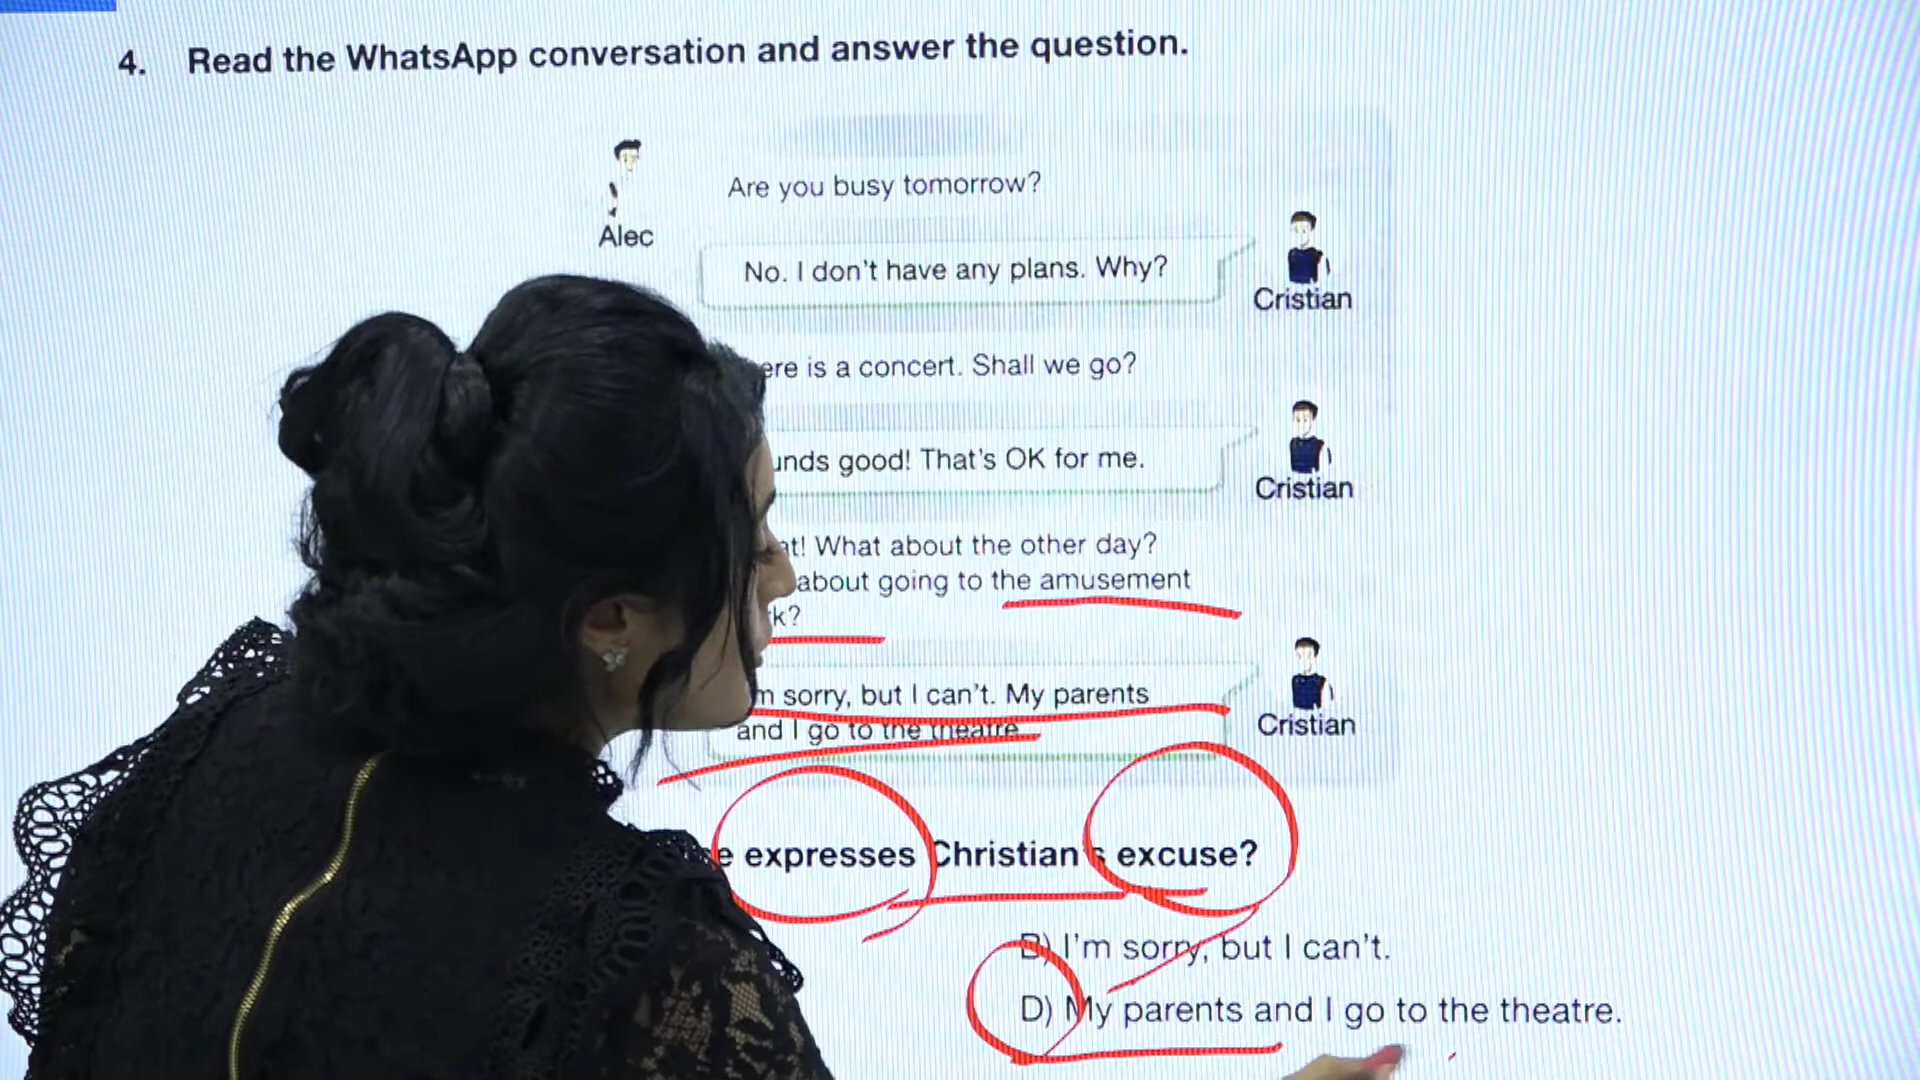 4. Read the WhatsApp conversation and answer the question.
Are you busy tomorrow?
Alec
No. I don't have any plans. Why?
Cristian
is a concert. Shall we go?
good! That's OK for me.
Cristian
What about the other day?
about going to the amusement
I can't. My parents
sorry, but
and I go to the theatre
Cristian
expresses Christian's excuse?
B) I'm sorry, but I can't.
D) My parents and I go to the theatre.